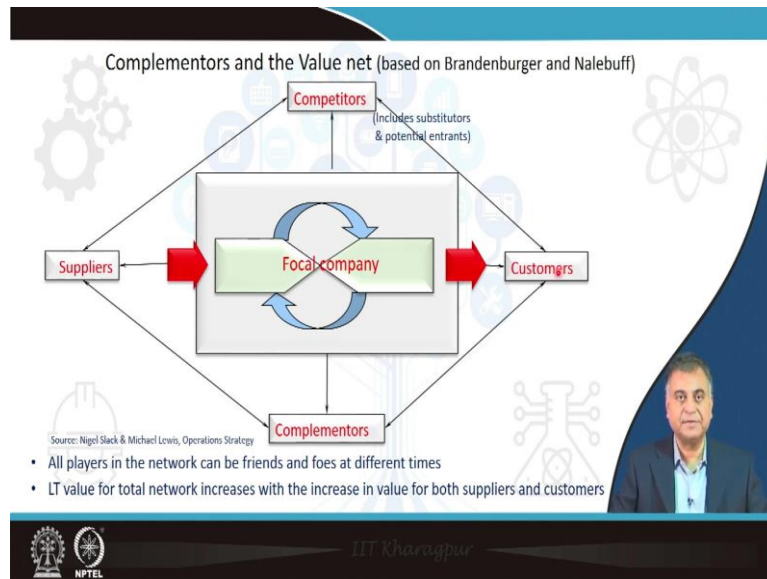 Complementors and the Value net (based on Brandenburger and Nalebuff)
Competitors
(Includes substitutors
& potential entrants)
Suppliers
Focal company
Customers
Complementors
Source: Nigel Slack & Michael Lewis, Operations Strategy
• All players in the network can be friends and foes at different times
• LT value for total network increases with the increase in value for both suppliers and customers
NPTEL
IIT Kharagpur